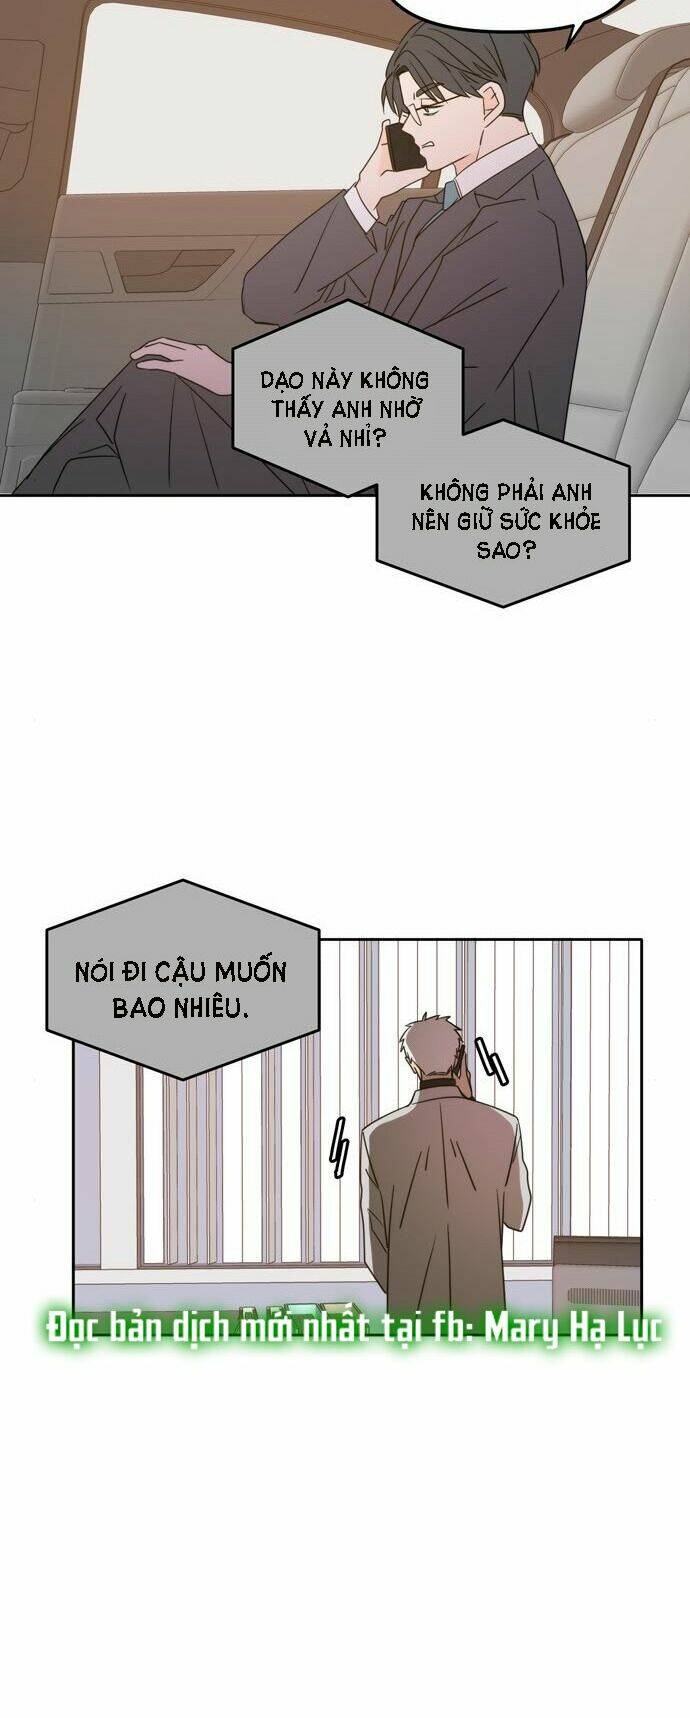 DẠO NÀY KHÔNG
THẤY ANH NHỜ
VẢ NHỈ?
KHÔNG PHẢI ANH
NÊN GIỮ SỨC KHỎE
SAO?
NÓI ĐI CẬU MUỐN
BAO NHIÊU.
Đọc bản dịch mới nhất tại fb: Mary Hạ Lục